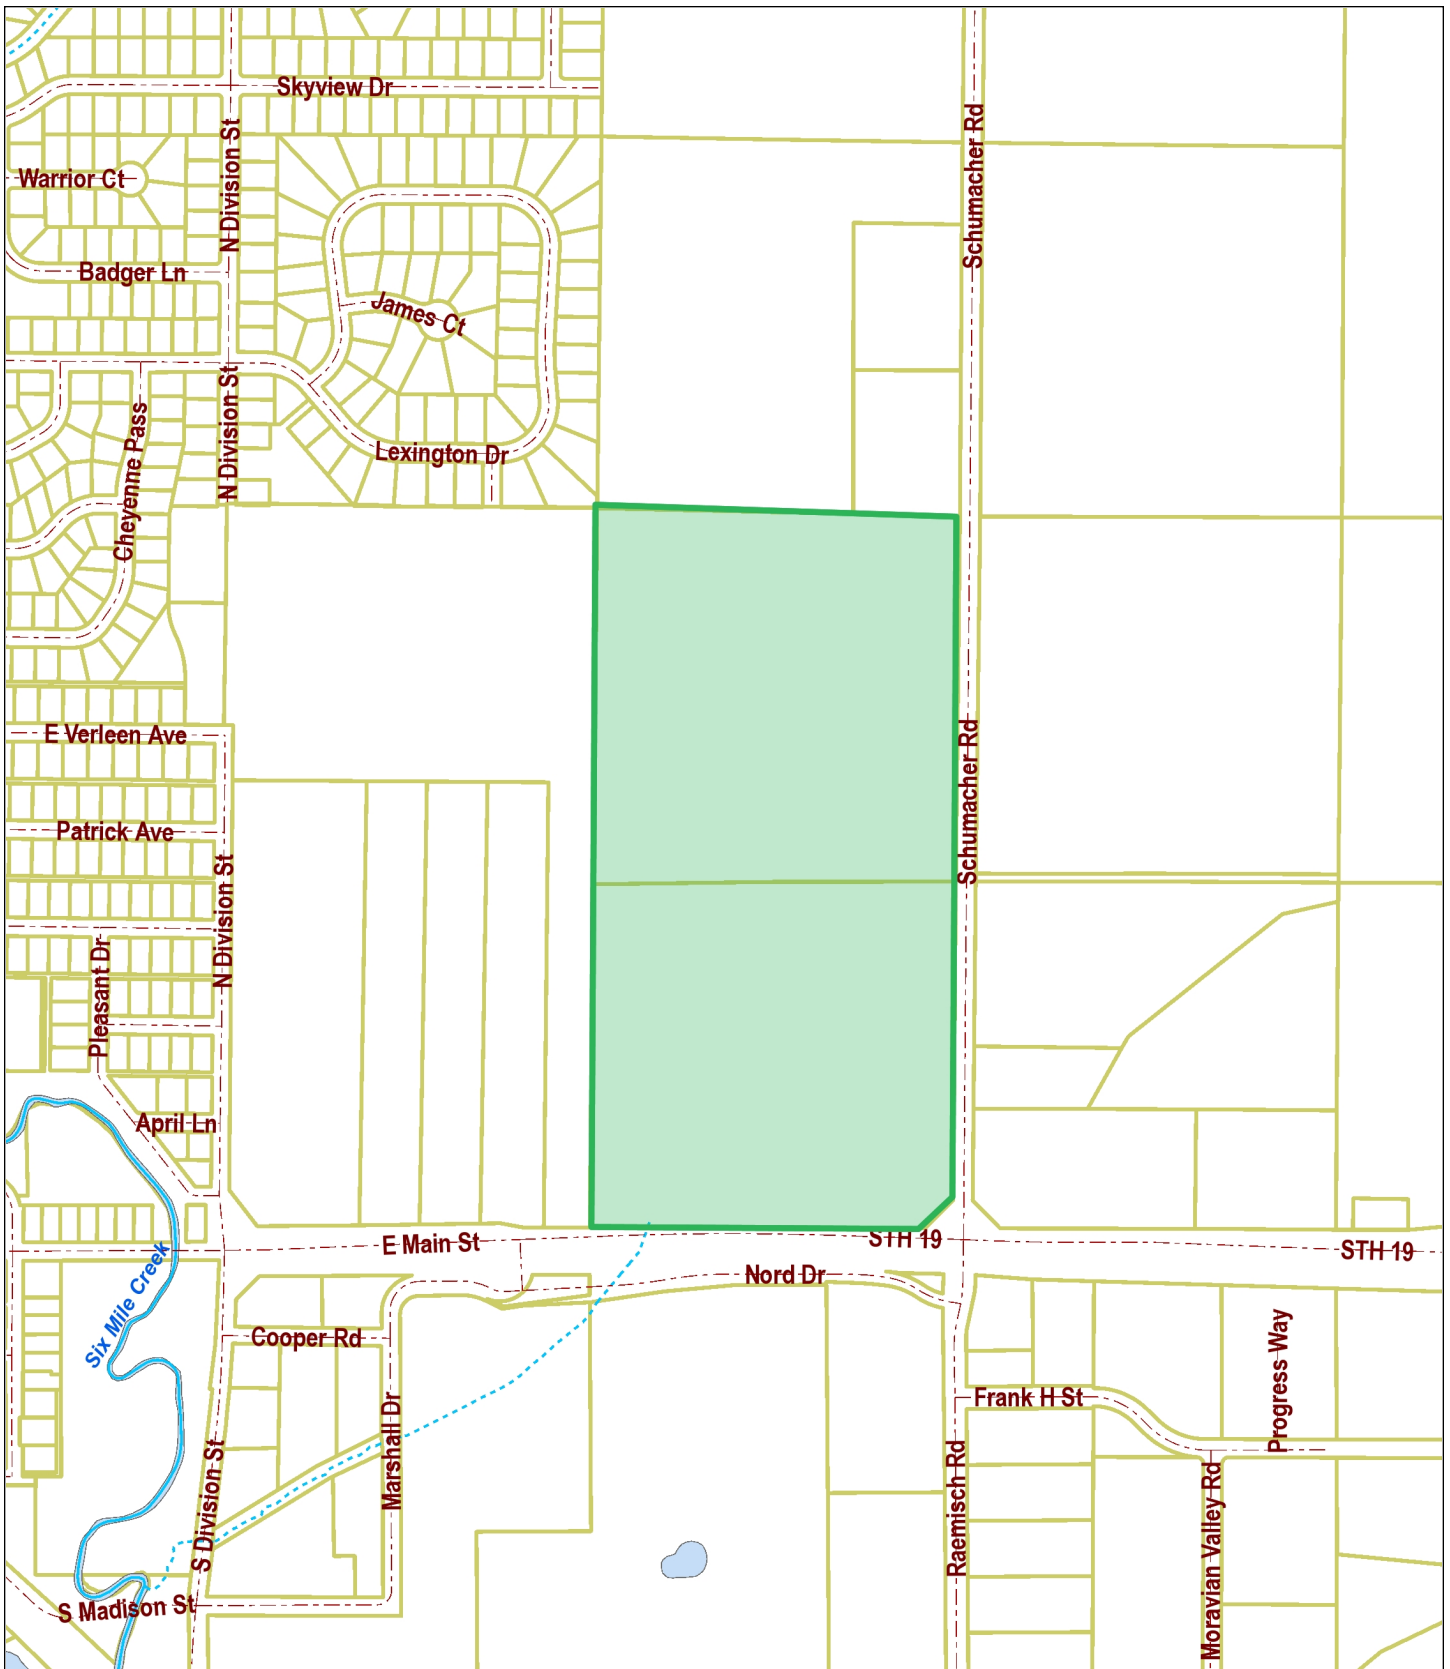 Skyview Dr
Schumacher Rd
N Division St
Warrior Ct
Badger Ln
James Ct
N Division St
Cheyenne Pass
Lexington Dr
E Verleen Ave
Schumacher Rd
Patrick Ave
N Division St
Pleasant Dr
April Ln
E Main St
STH 19
STH 19
Six Mile Creek
Nord Dr
Cooper Rd
Progress Way
Frank H St
Marshall Dr
S Division St
Raemisch Rd
Moravian Valley Rd
S Madison St